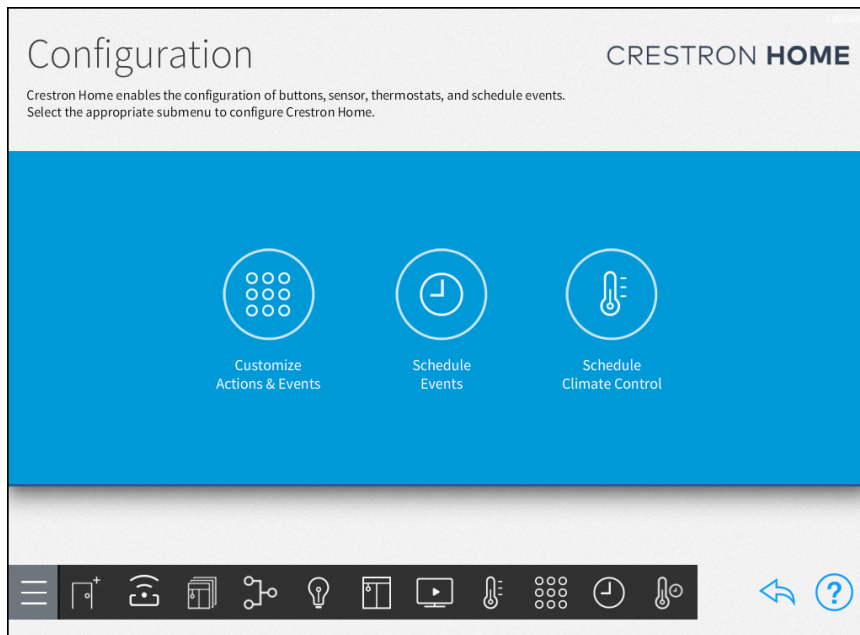 Configuration
CRESTRON HOME
Crestron Home enables the configuration of buttons, sensor, thermostats, and schedule events.
Select the appropriate submenu to configure Crestron Home.
Customize
Actions & Events
Schedule
Events
Schedule
Climate Control
?